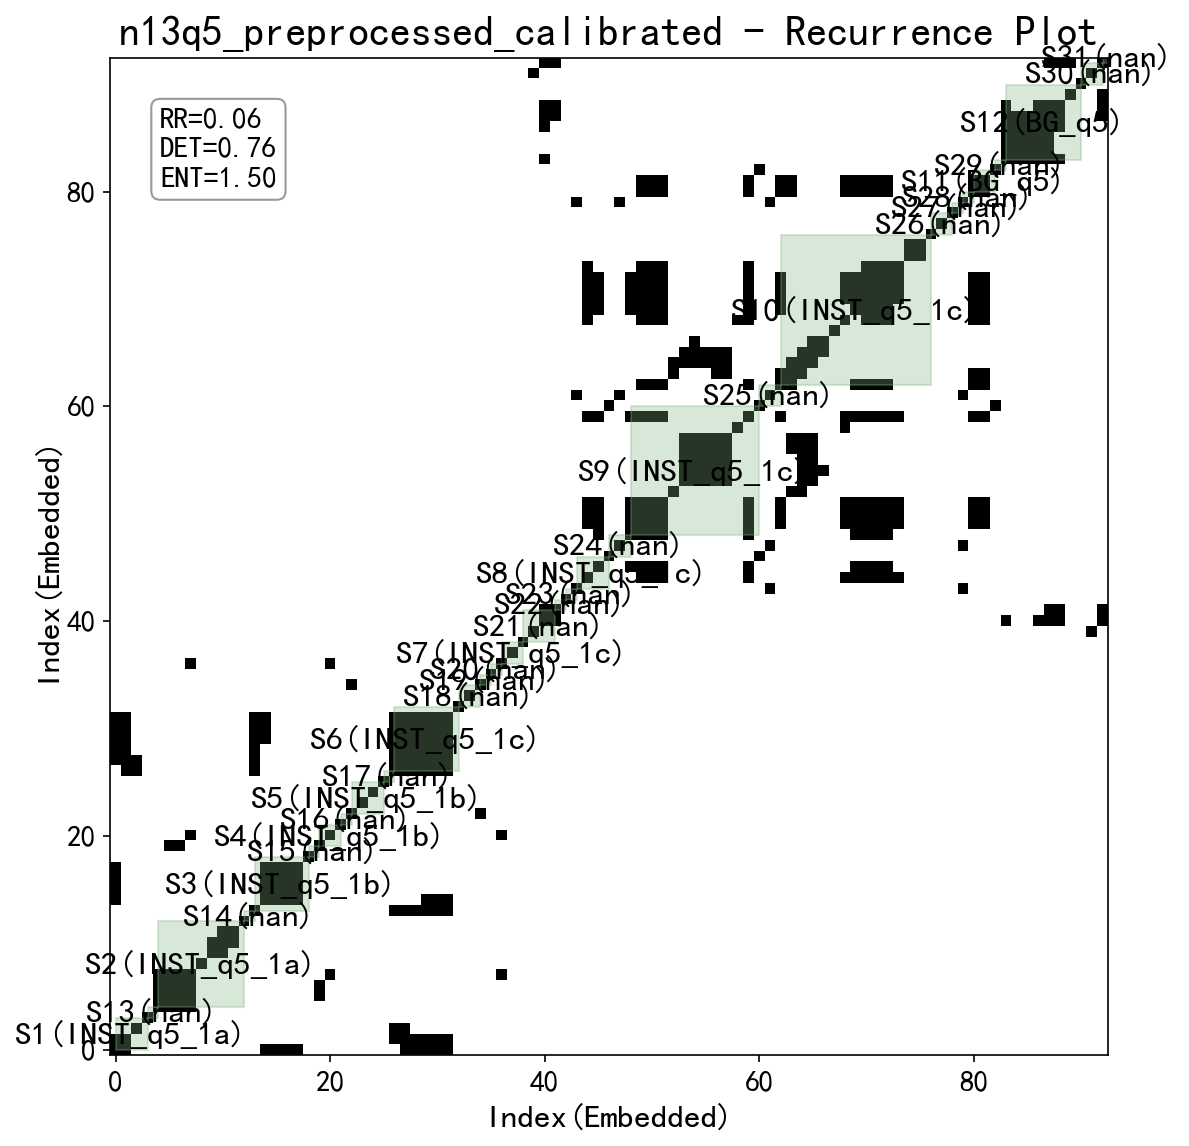 n13q5_preprocessed_calibrated - Recurrence Plot
RR=0.06
DET=0.76
ENT=1.50
S31(nan)
S30(nan)
S12(BG_q5)
S29(nan)
S11(BG_q5)
S28(nan)
S27(nan)
S26(nan)
S10(INST_q5_1c)
S25(nan)
S9(INST_q5_1c)
S24(nan)
S8(INST_q5_1c)
S23(nan)
S22(nan)
S21(nan)
S7(INST_q5_1c)
S20(nan)
S19(nan)
S18(nan)
S6(INST_q5_1c)
S17(nan)
S5(INST_q5_1b)
S16(nan)
S4(INST_q5_1b)
S15(nan)
S3(INST_q5_1b)
S14(nan)
S2(INST_q5_1a)
S13(nan)
S1(INST_q5_1a)
80
60
40
20
0
Index(Embedded)
0 20 40 60 80
Index(Embedded)